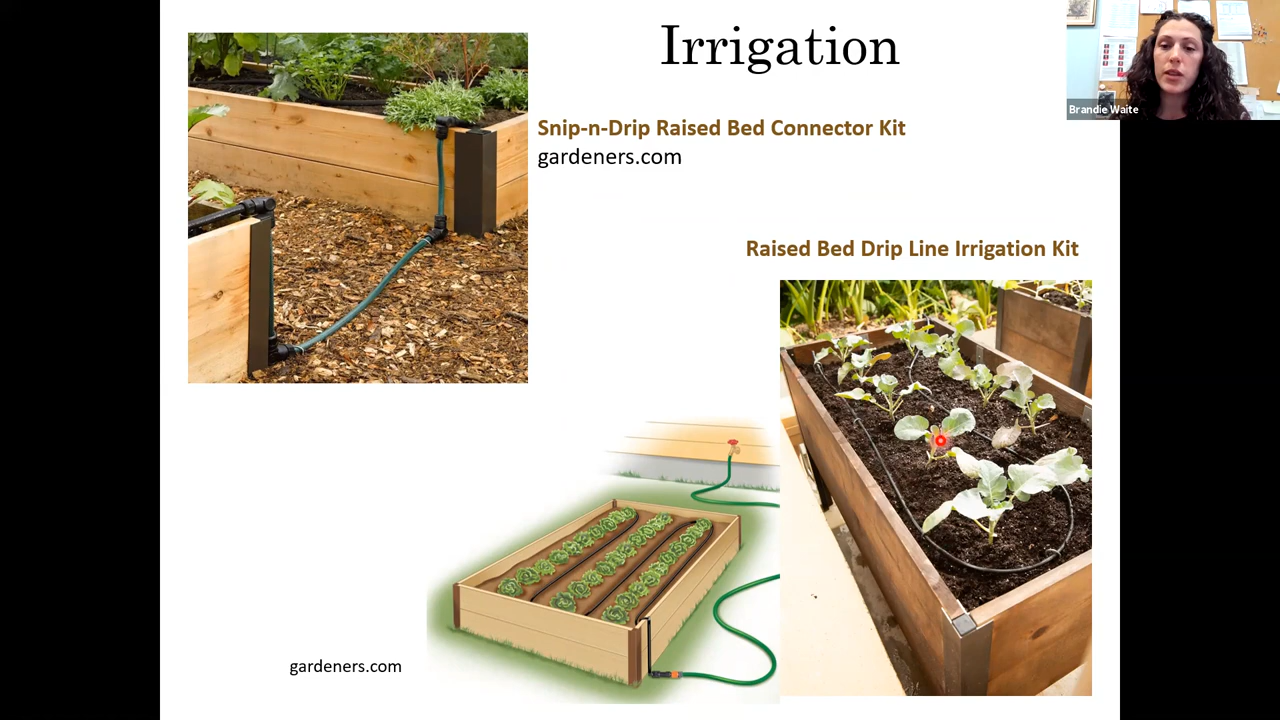 Irrigation
Brandie Waite
Snip-n-Drip Raised Bed Connector Kit
gardeners.com
Raised Bed Drip Line Irrigation Kit
gardeners.com